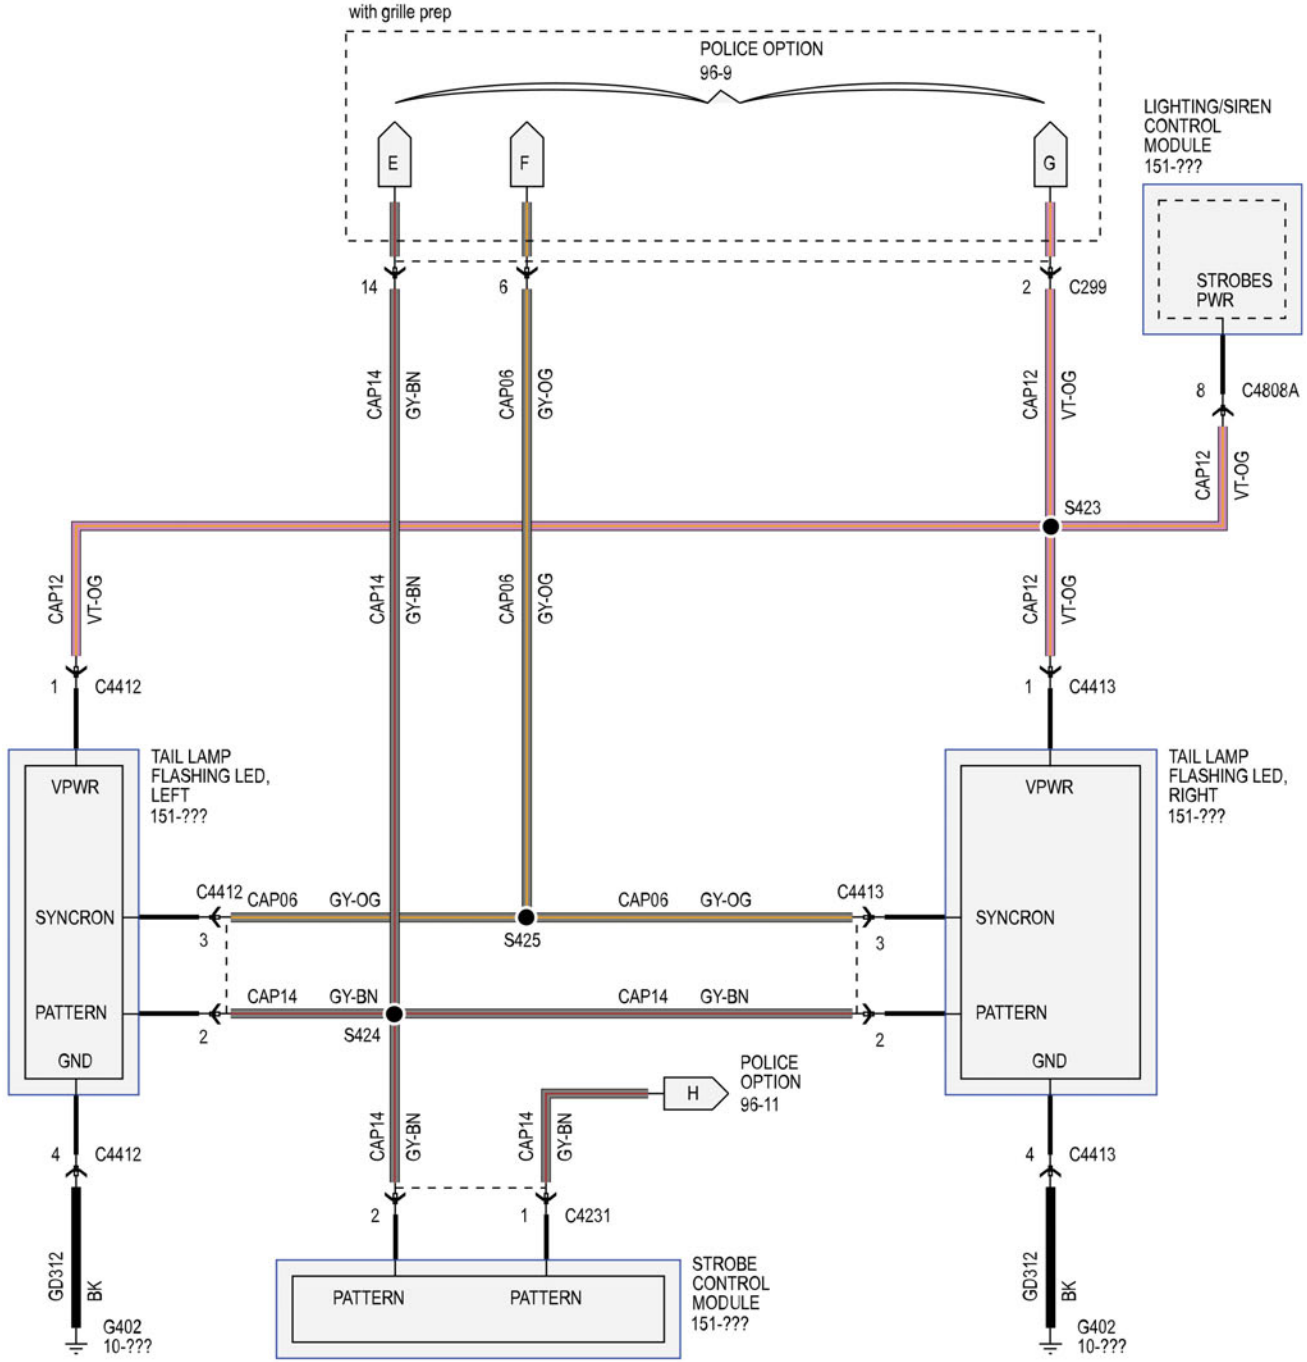 with grille prep
POLICE OPTION
96-9
E
F
G
LIGHTING/SIREN
CONTROL
MODULE
151-???
STROBES
PWR
14
6
2 C299
8 C4808A
CAP14
GY-BN
CAP06
GY-OG
CAP12
VT-OG
CAP12
VT-OG
S423
CAP12
VT-OG
CAP14
GY-BN
CAP06
GY-OG
CAP12
VT-OG
1 C4412
1 C4413
TAIL LAMP
FLASHING LED,
LEFT
151-???
VPWR
SYNCRON
PATTERN
GND
TAIL LAMP
FLASHING LED,
RIGHT
151-???
VPWR
SYNCRON
PATTERN
GND
C4412
3
CAP06 GY-OG
S425
CAP06 GY-OG
C4413
3
2
CAP14 GY-BN
S424
CAP14 GY-BN
2
POLICE
OPTION
96-11
H
CAP14
GY-BN
CAP14
GY-BN
4 C4412
4 C4413
2
1 C4231
GD312
BK
G402
10-???
PATTERN
PATTERN
STROBE
CONTROL
MODULE
151-???
GD312
BK
G402
10-???